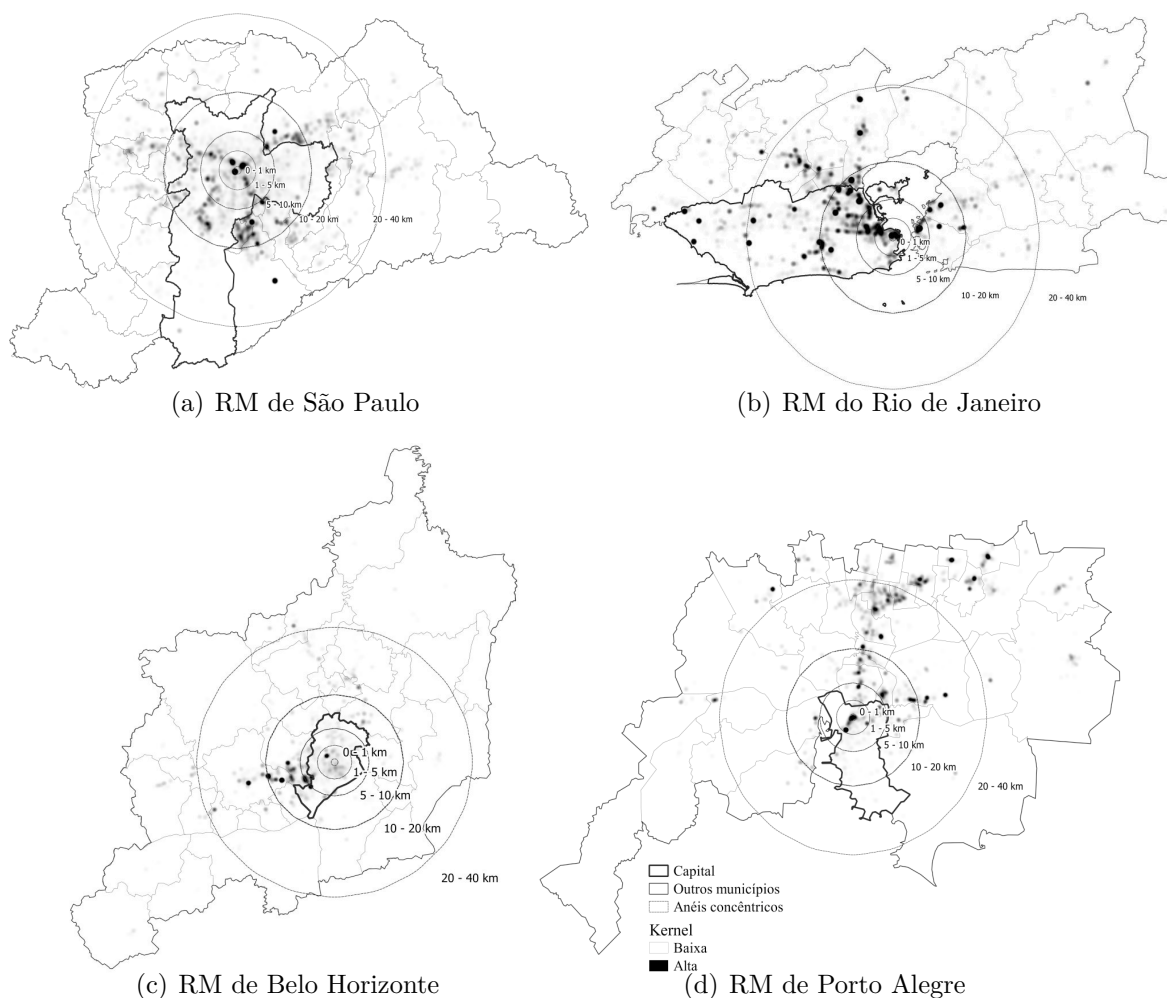 0 - 1 km
1 - 5 km
5 - 10 km
10 - 20 km
20 - 40 km
(a) RM de São Paulo
0 - 1 km
1 - 5 km
5 - 10 km
10 - 20 km
20 - 40 km
(b) RM do Rio de Janeiro
0 - 1 km
1 - 5 km
5 - 10 km
10 - 20 km
20 - 40 km
(c) RM de Belo Horizonte
0 - 1 km
1 - 5 km
5 - 10 km
10 - 20 km
20 - 40 km
Capital
Outros municípios
Anéis concêntricos
Kernel
Baixa
Alta
(d) RM de Porto Alegre